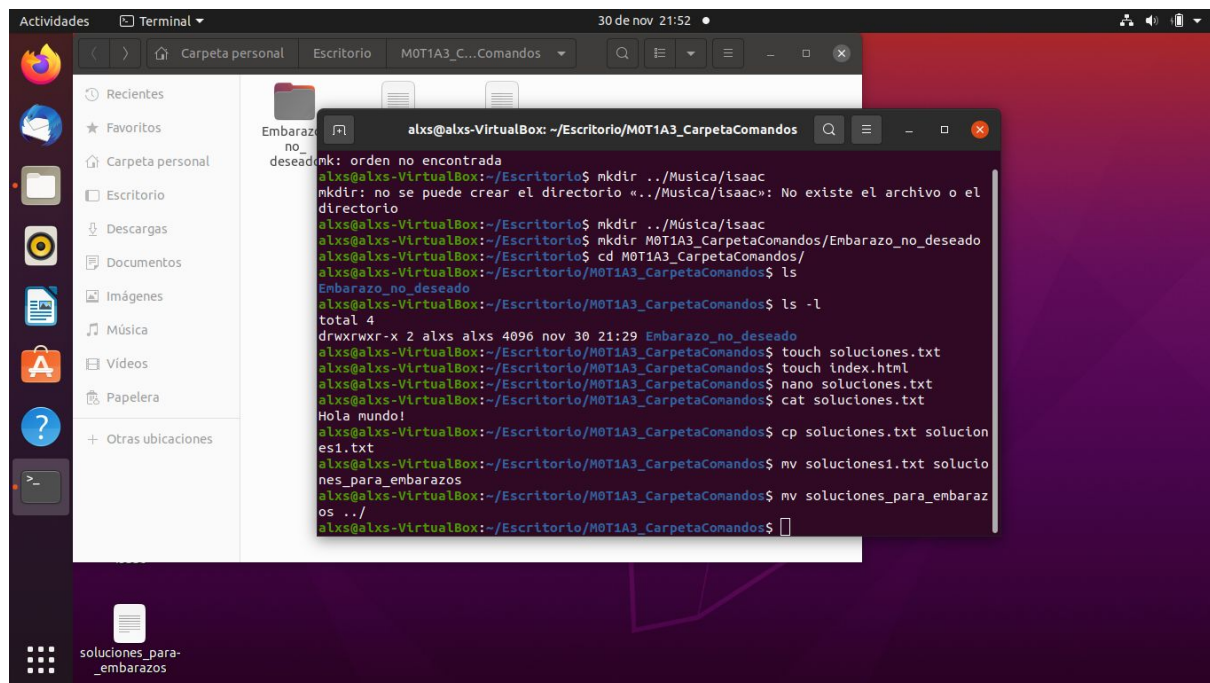 Actividades
Terminal
30 de nov 21:52
Carpeta personal
Escritorio
M0T1A3_C...Comandos
Recientes
Favoritos
Carpeta personal
Escritorio
Descargas
Documentos
Imágenes
Música
Vídeos
Papelera
+ Otras ubicaciones
no_
alxs@alxs-VirtualBox: ~/Escritorio/M0T1A3_CarpetaComandos
mk: orden no encontrada
alxs@alxs-VirtualBox:~/Escritorio$ mkdir ../Musica/isaac
mkdir: no se puede crear el directorio «../Musica/isaac»: No existe el archivo o el
directorio
alxs@alxs-VirtualBox:~/Escritorio$ mkdir ../Música/isaac
alxs@alxs-VirtualBox:~/Escritorio$ mkdir M0T1A3_CarpetaComandos/Embarazo_no_deseado
alxs@alxs-VirtualBox:~/Escritorio$ cd M0T1A3_CarpetaComandos/
alxs@alxs-VirtualBox:~/Escritorio/M0T1A3_CarpetaComandos$ ls
Embarazo_no_deseado
alxs@alxs-VirtualBox:~/Escritorio/M0T1A3_CarpetaComandos$ ls -l
total 4
drwxrwxr-x 2 alxs alxs 4096 nov 30 21:29 Embarazo_no_deseado
alxs@alxs-VirtualBox:~/Escritorio/M0T1A3_CarpetaComandos$ touch soluciones.txt
alxs@alxs-VirtualBox:~/Escritorio/M0T1A3_CarpetaComandos$ touch index.html
alxs@alxs-VirtualBox:~/Escritorio/M0T1A3_CarpetaComandos$ nano soluciones.txt
alxs@alxs-VirtualBox:~/Escritorio/M0T1A3_CarpetaComandos$ cat soluciones.txt
Hola mundo!
alxs@alxs-VirtualBox:~/Escritorio/M0T1A3_CarpetaComandos$ cp soluciones.txt solucion
es1.txt
alxs@alxs-VirtualBox:~/Escritorio/M0T1A3_CarpetaComandos$ mv soluciones1.txt solucio
nes_para_embarazos
alxs@alxs-VirtualBox:~/Escritorio/M0T1A3_CarpetaComandos$ mv soluciones_para_embaraz
os ../
alxs@alxs-VirtualBox:~/Escritorio/M0T1A3_CarpetaComandos$
soluciones_para-
_embarazos